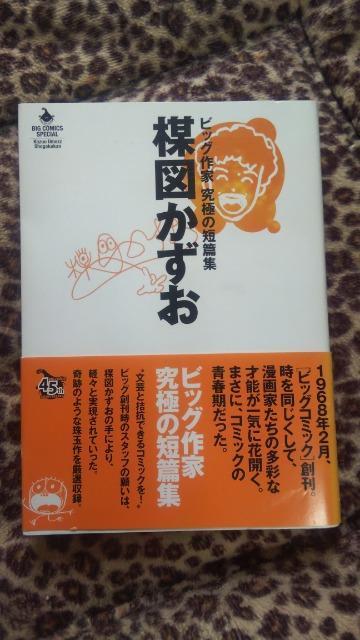 BIG COMICS
SPECIAL
Kazuo Umezz
Shogakukan
ビッグ作家 究極の短篇集
楳図かずお
1968年2月、
「ビッグコミック」創刊。
時を同じくして、
漫画家たちの多彩な
才能が一気に花開く。
まさに、コミックの
青春期だった。
ビッグ作家
究極の短篇集
“文芸と拮抗できるコミックを!”
ビッグ創刊時のスタッフの願いは、
楳図かずおの手により、
軽々と実現されていった。
奇跡のような珠玉作を厳選収録。
45th